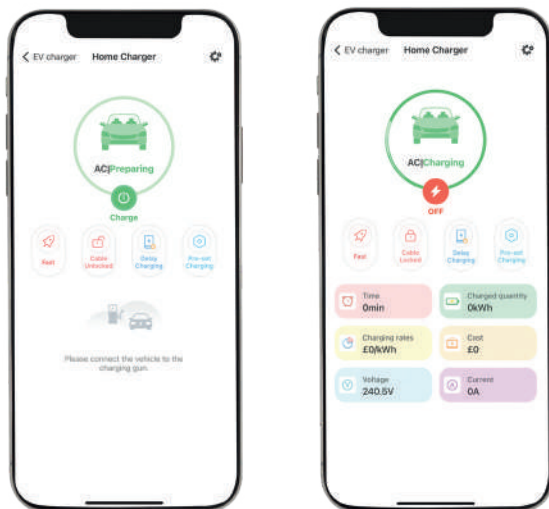 EV charger Home Charger
AC|Preparing
Charge
Fast
Cable
Unlocked
Delay
Charging
Pre-set
Charging
Please connect the vehicle to the
charging gun.
EV charger Home Charger
AC|Charging
OFF
Fast
Cable
Locked
Delay
Charging
Pre-set
Charging
Time
0min
Charged quantity
0kWh
Charging rates
£0/kWh
Cost
£0
Voltage
240.5V
Current
0A